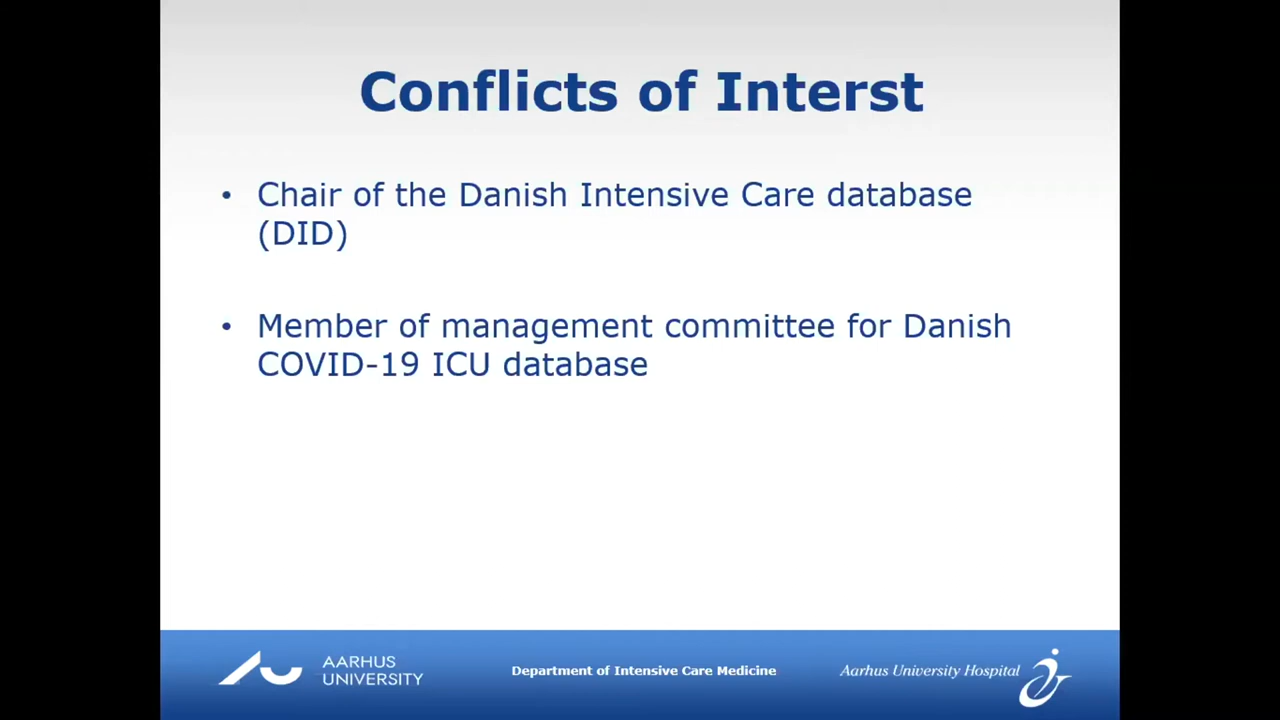 Conflicts of Interst
• Chair of the Danish Intensive Care database
(DID)
• Member of management committee for Danish
COVID-19 ICU database
AARHUS
UNIVERSITY
Department of Intensive Care Medicine
Aarhus University Hospital